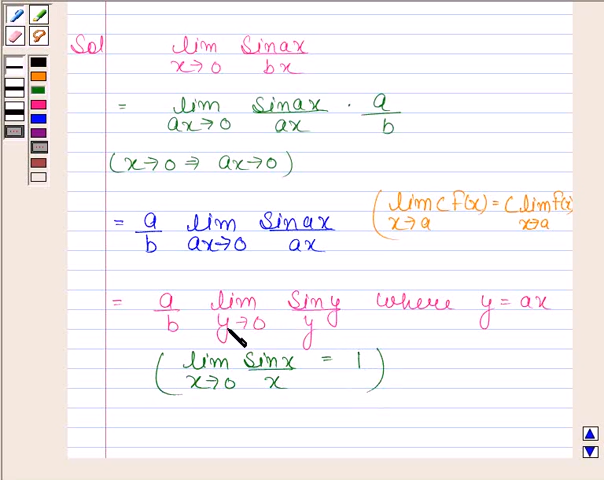 Sol lim x→0 sinax/bx
= lim ax→0 sinax/ax · a/b
(x→0 ⇒ ax→0)
= a/b lim ax→0 sinax/ax (lim x→a C f(x) = C lim x→a f(x)
= a/b lim y→0 siny/y where y = ax
(lim x→0 sinx/x = 1)